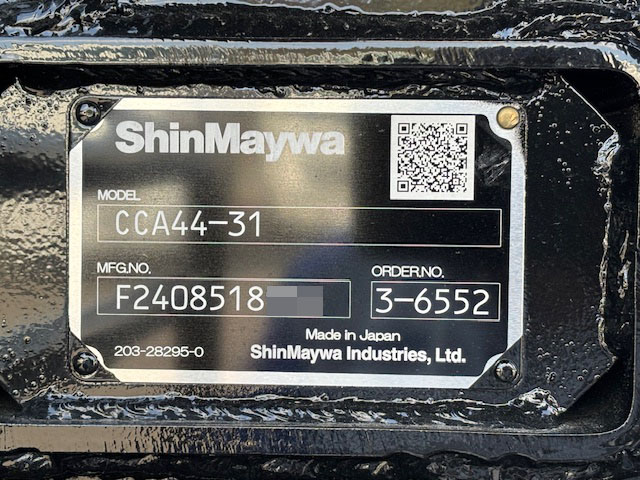 ShinMaywa
MODEL
CCA44-31
MFG.NO.
F2408518
ORDER.NO.
3-6552
Made in Japan
203-28295-0
ShinMaywa Industries, Ltd.